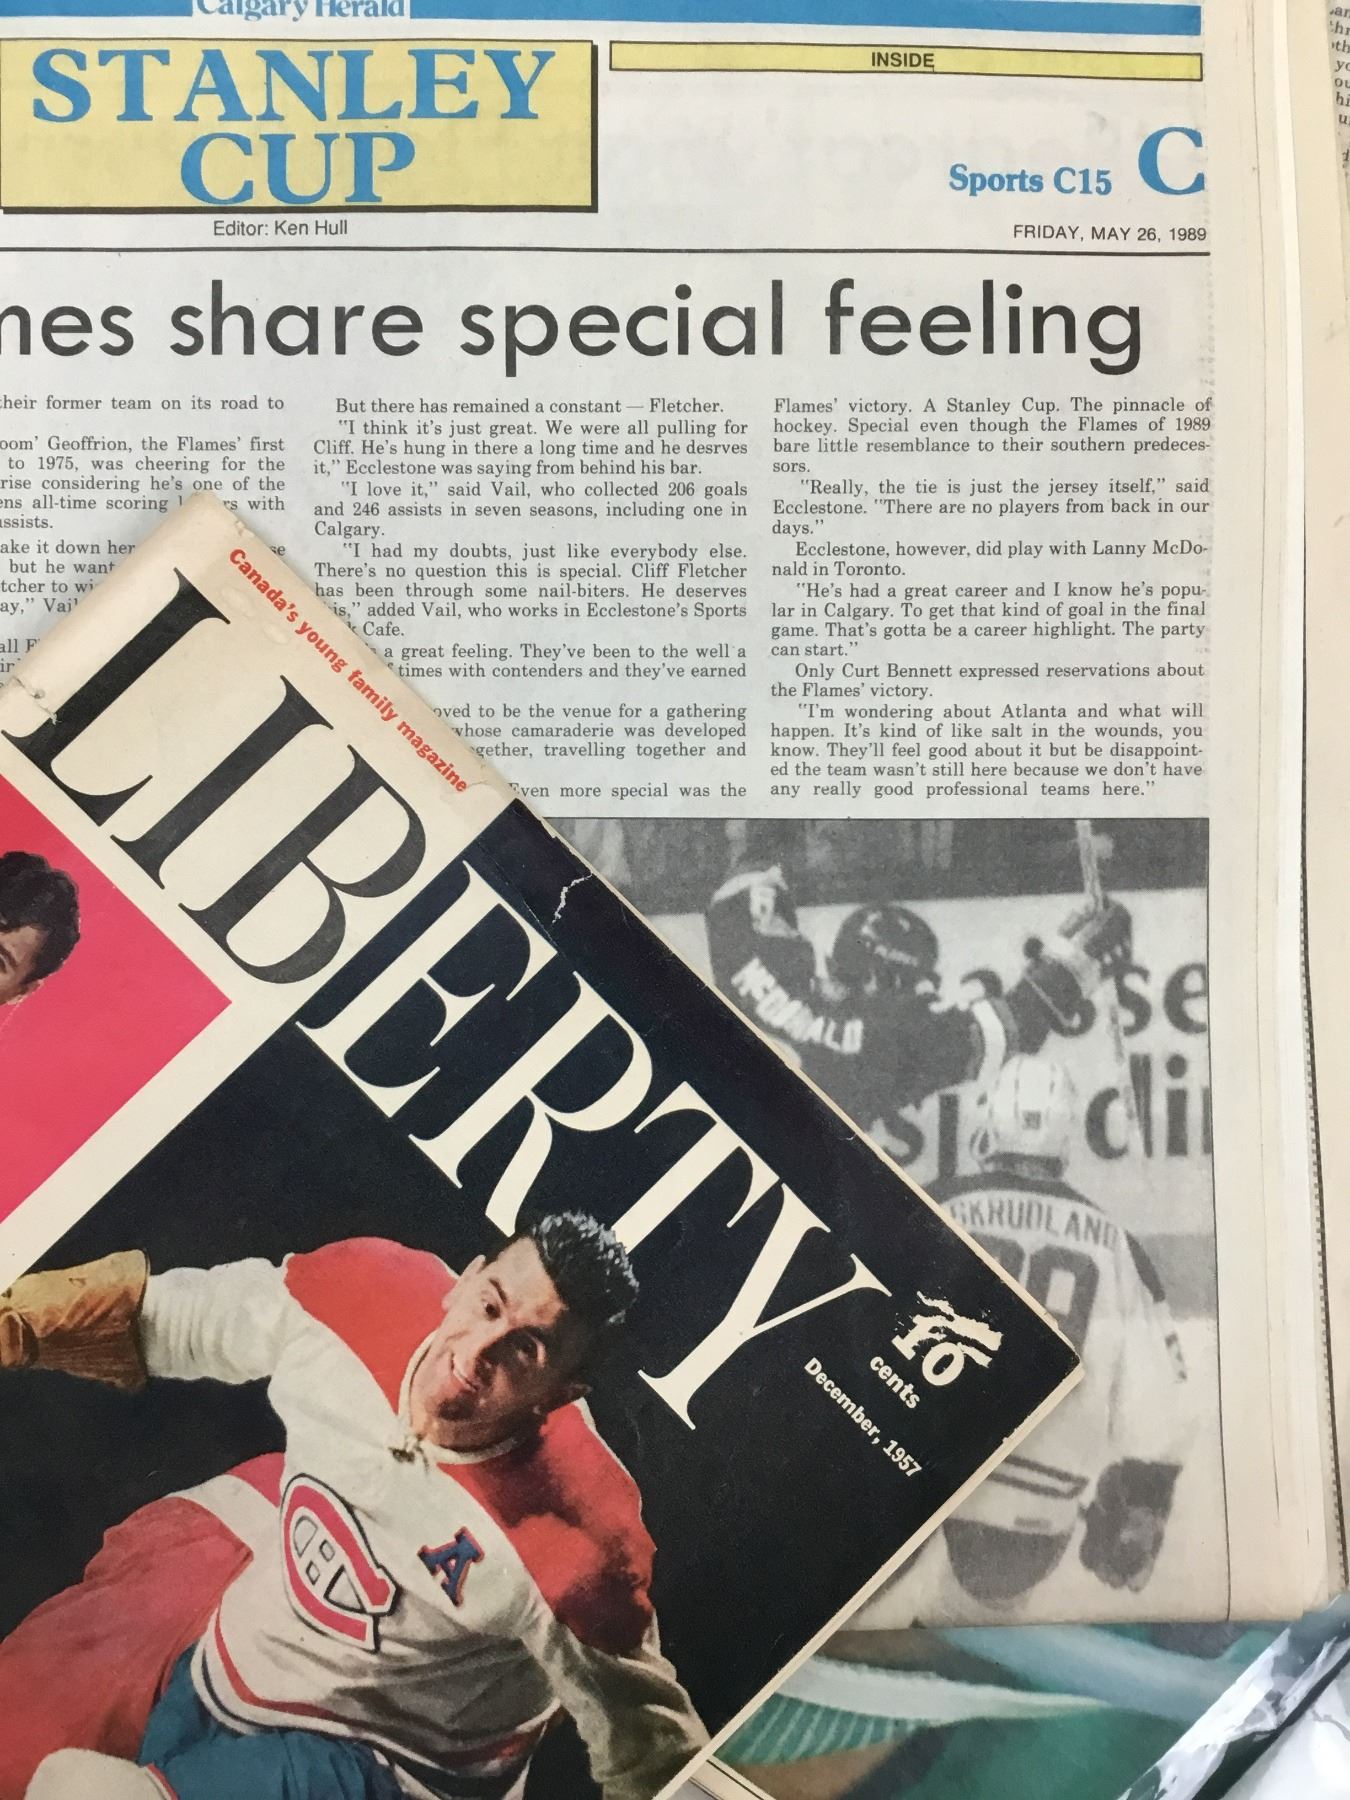 Calgary Herald
STANLEY
CUP
INSIDE
Sports C15 C
Editor: Ken Hull
FRIDAY, MAY 26, 1989
share special feeling
their former team on its road to
Geoffrion, the Flames' first
to 1975, was cheering for the
considering he's one of the
all-time scoring with
down
but he want
all
But there has remained a constant — Fletcher.
"I think it's just great. We were all pulling for
Cliff. He's hung in there a long time and he desrves
it," Ecclestone was saying from behind his bar.
"I love it," said Vail, who collected 206 goals
and 246 assists in seven seasons, including one in
Calgary.
"I had my doubts, just like everybody else.
There's no question this is special. Cliff Fletcher
has been through some nail-biters. He deserves
added Vail, who works in Ecclestone's Sports
Cafe.
a great feeling. They've been to the well a
times with contenders and they've earned
to be the venue for a gathering
whose camaraderie was developed
travelling together and
Even more special was the
Flames' victory. A Stanley Cup. The pinnacle of
hockey. Special even though the Flames of 1989
bare little resemblance to their southern predeces-
sors.
"Really, the tie is just the jersey itself," said
Ecclestone. "There are no players from back in our
days."
Ecclestone, however, did play with Lanny McDo-
nald in Toronto.
"He's had a great career and I know he's popu-
lar in Calgary. To get that kind of goal in the final
game. That's gotta be a career highlight. The party
can start."
Only Curt Bennett expressed reservations about
the Flames' victory.
"I'm wondering about Atlanta and what will
happen. It's kind of like salt in the wounds, you
know. They'll feel good about it but be disappoint-
ed the team wasn't still here because we don't have
any really good professional teams here."
McDONALD
SKRUDLAND
Canada's young family magazine
LIBERTY
10
cents
December, 1957
A